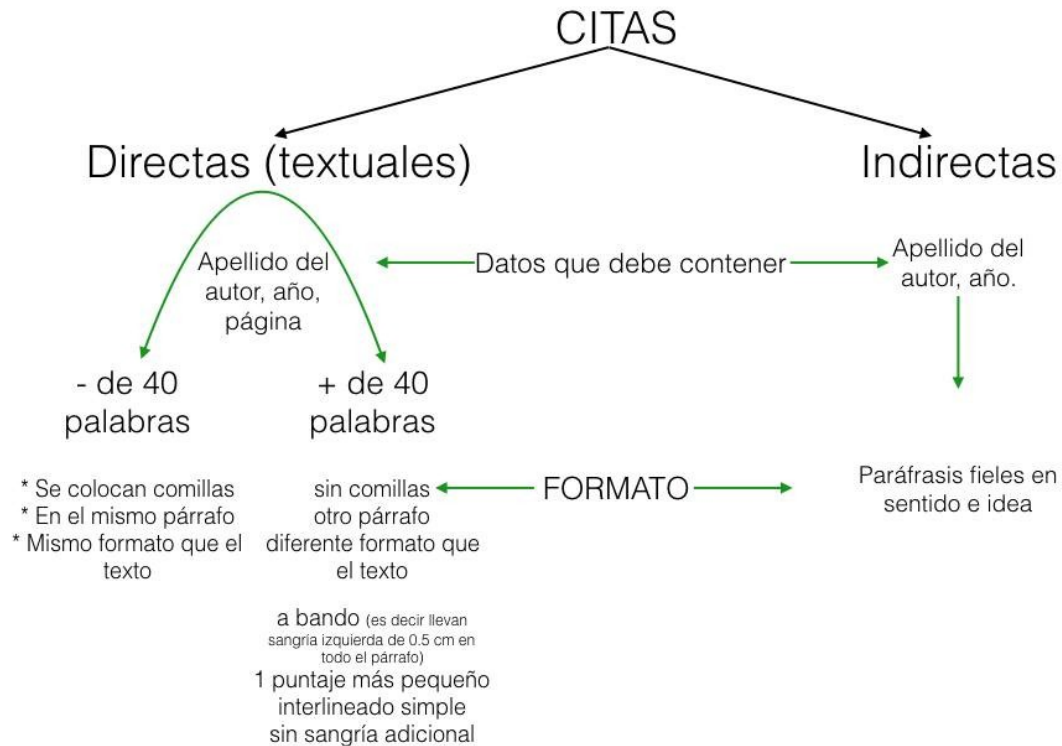 CITAS
Directas (textuales)
Indirectas
Apellido del
autor, año,
página
Datos que debe contener
Apellido del
autor, año.
- de 40
palabras
+ de 40
palabras
* Se colocan comillas
* En el mismo párrafo
* Mismo formato que el
texto
sin comillas
otro párrafo
diferente formato que
el texto
a bando (es decir llevan
sangría izquierda de 0.5 cm en
todo el párrafo)
1 puntaje más pequeño
interlineado simple
sin sangría adicional
FORMATO
Paráfrasis fieles en
sentido e idea